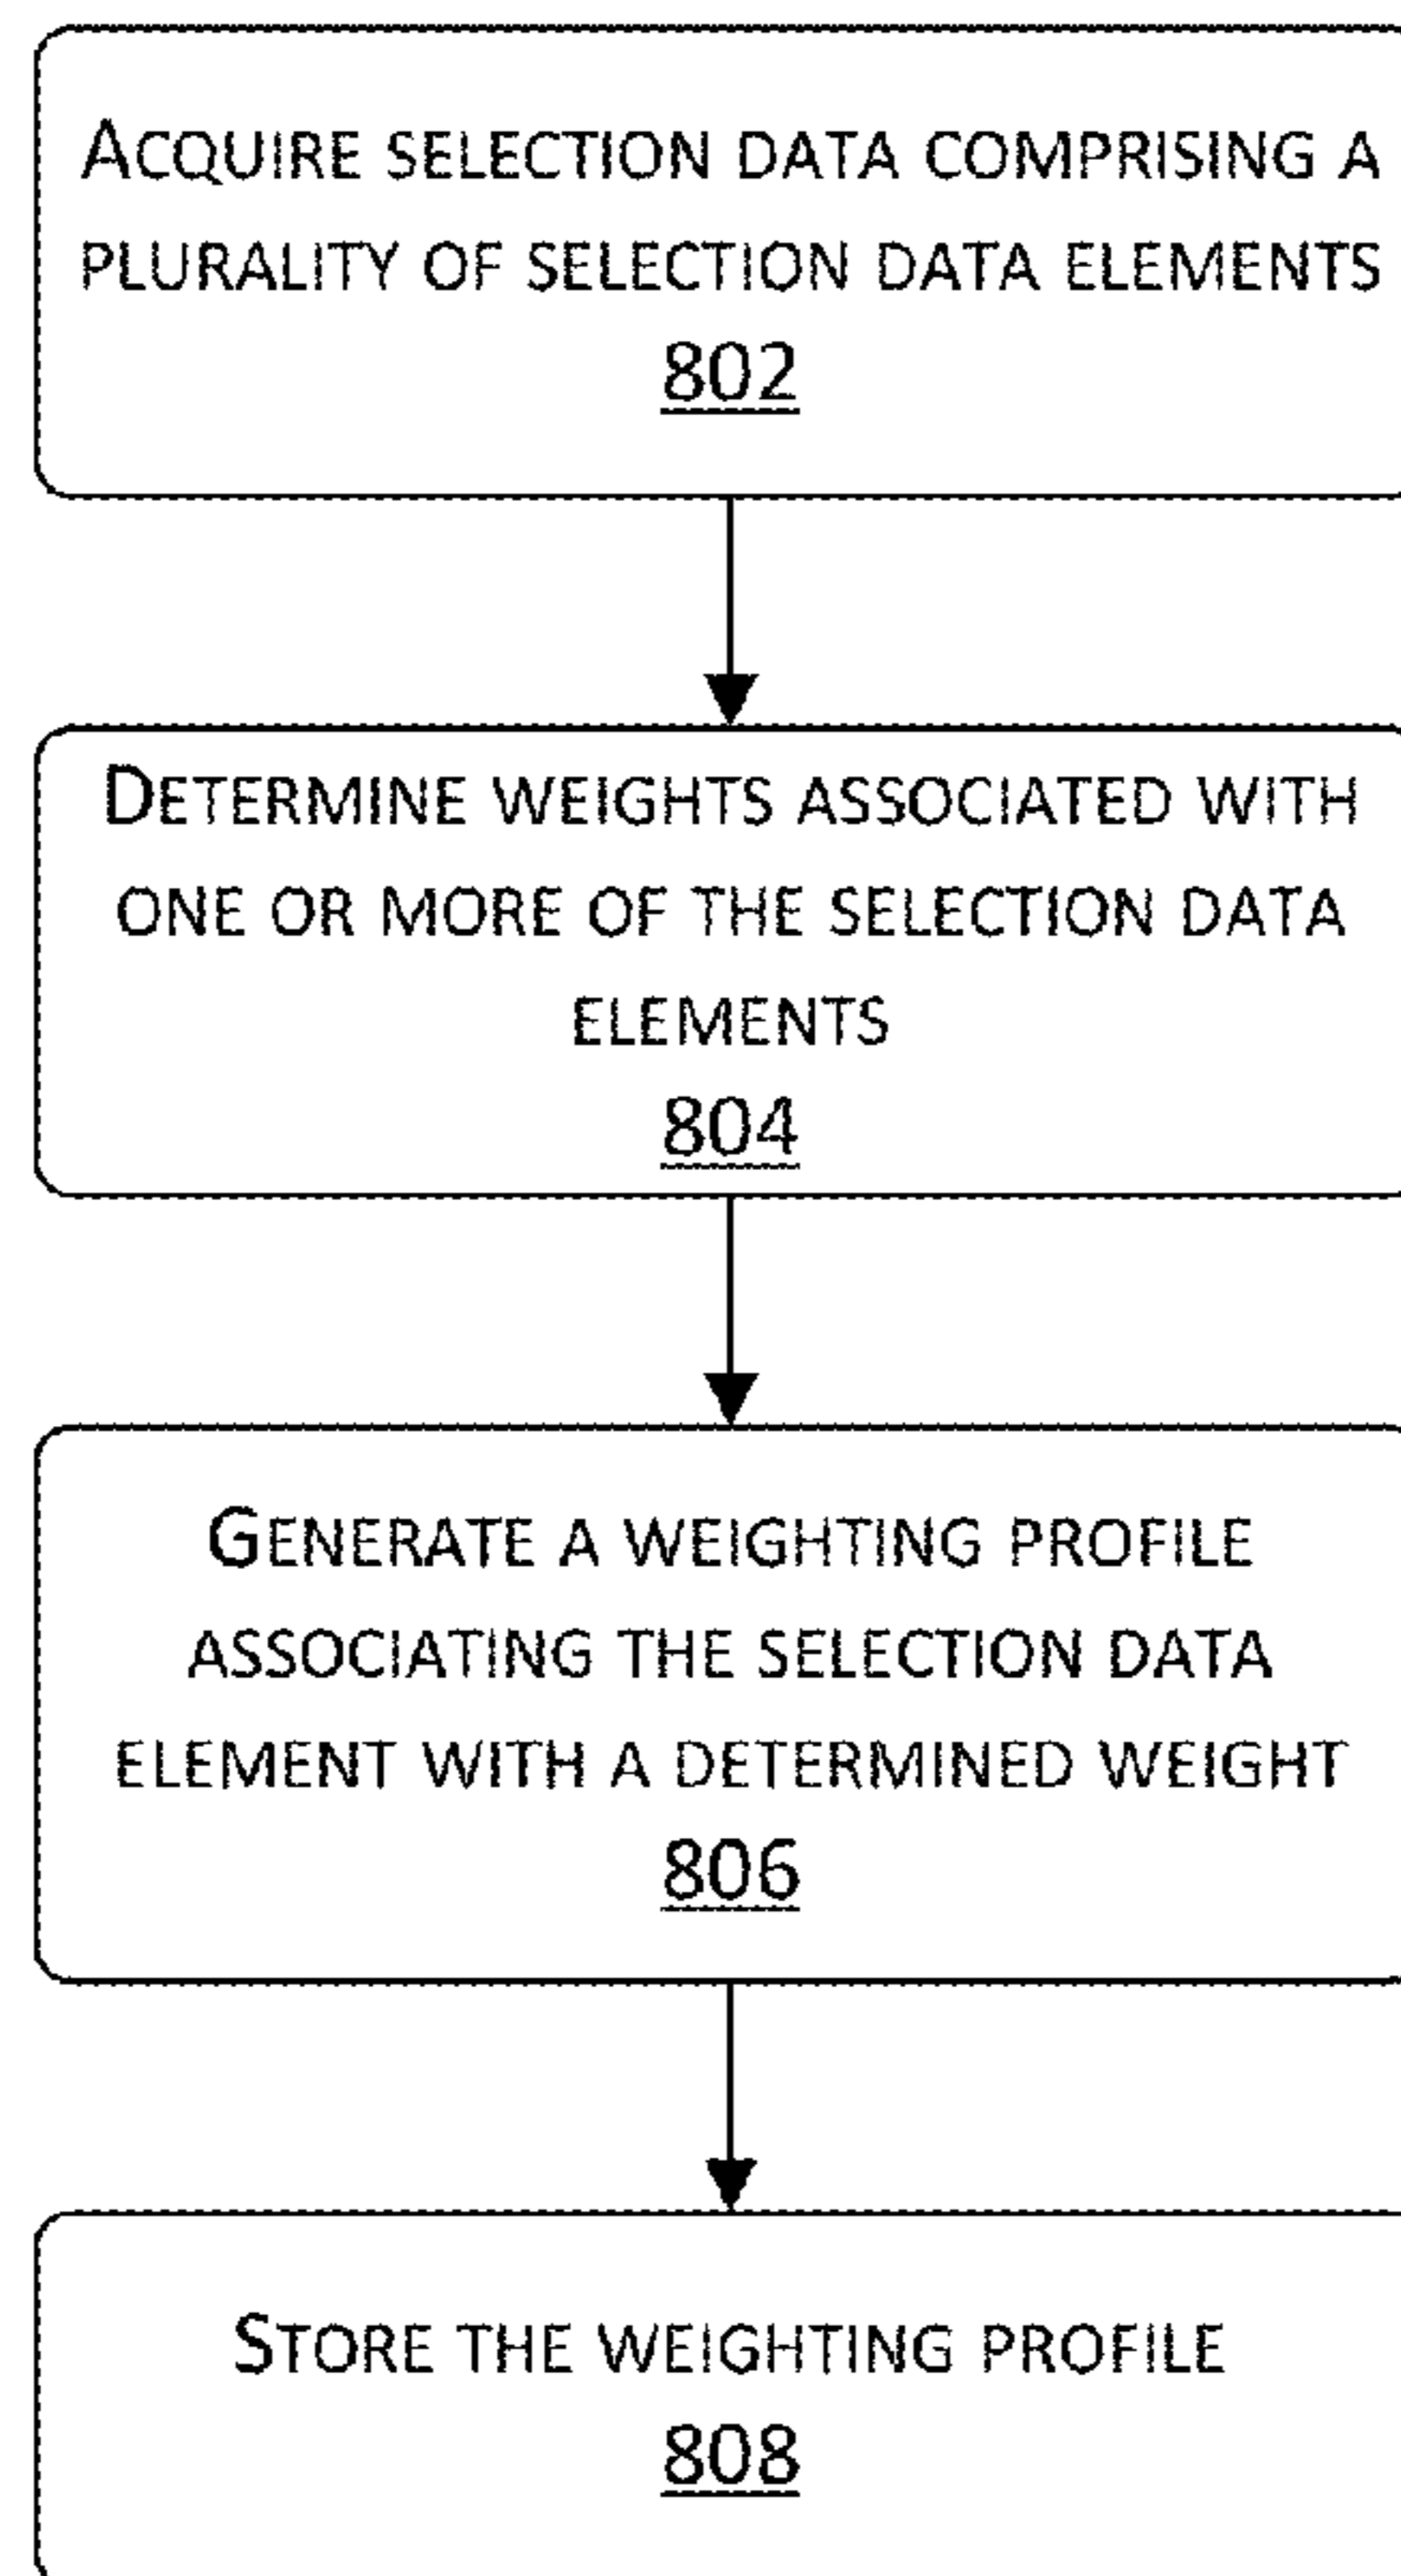 ACQUIRE SELECTION DATA COMPRISING A
PLURALITY OF SELECTION DATA ELEMENTS
802
DETERMINE WEIGHTS ASSOCIATED WITH
ONE OR MORE OF THE SELECTION DATA
ELEMENTS
804
GENERATE A WEIGHTING PROFILE
ASSOCIATING THE SELECTION DATA
ELEMENT WITH A DETERMINED WEIGHT
806
STORE THE WEIGHTING PROFILE
808